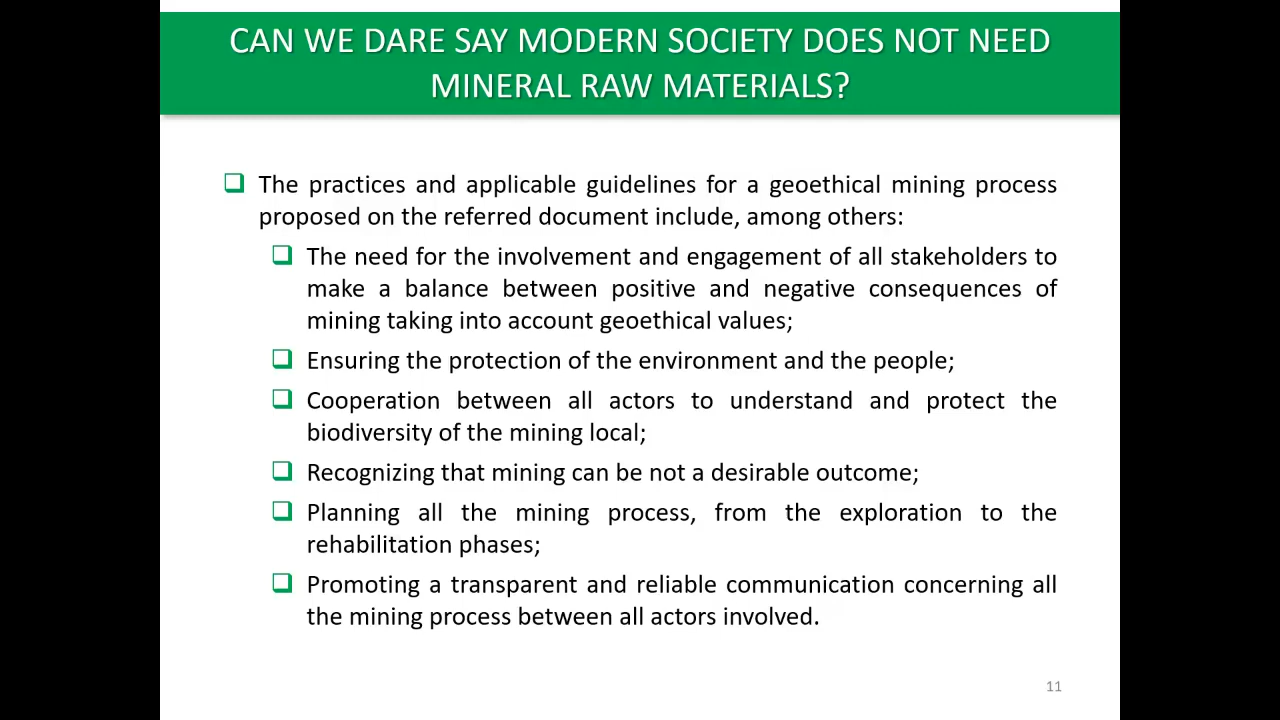 CAN WE DARE SAY MODERN SOCIETY DOES NOT NEED
MINERAL RAW MATERIALS?
The practices and applicable guidelines for a geoethical mining process
proposed on the referred document include, among others:
The need for the involvement and engagement of all stakeholders to
make a balance between positive and negative consequences of
mining taking into account geoethical values;
Ensuring the protection of the environment and the people;
Cooperation between all actors to understand and protect the
biodiversity of the mining local;
Recognizing that mining can be not a desirable outcome;
Planning all the mining process, from the exploration to the
rehabilitation phases;
Promoting a transparent and reliable communication concerning all
the mining process between all actors involved.
11